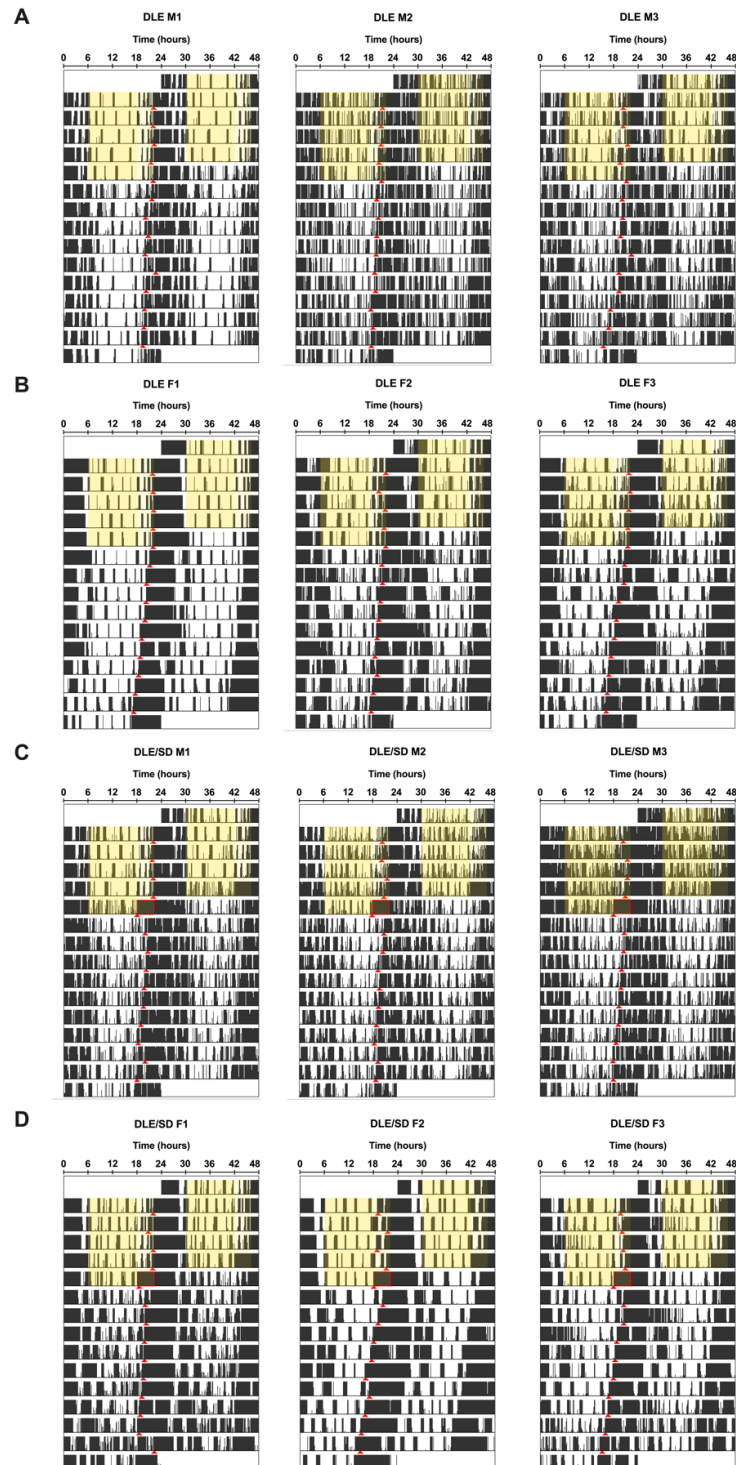 A
DLE M1 DLE M2 DLE M3
Time (hours) Time (hours) Time (hours)
0 6 12 18 24 30 36 42 48 0 6 12 18 24 30 36 42 48 0 6 12 18 24 30 36 42 48
B
DLE F1 DLE F2 DLE F3
Time (hours) Time (hours) Time (hours)
0 6 12 18 24 30 36 42 48 0 6 12 18 24 30 36 42 48 0 6 12 18 24 30 36 42 48
C
DLE/SD M1 DLE/SD M2 DLE/SD M3
Time (hours) Time (hours) Time (hours)
0 6 12 18 24 30 36 42 48 0 6 12 18 24 30 36 42 48 0 6 12 18 24 30 36 42 48
D
DLE/SD F1 DLE/SD F2 DLE/SD F3
Time (hours) Time (hours) Time (hours)
0 6 12 18 24 30 36 42 48 0 6 12 18 24 30 36 42 48 0 6 12 18 24 30 36 42 48